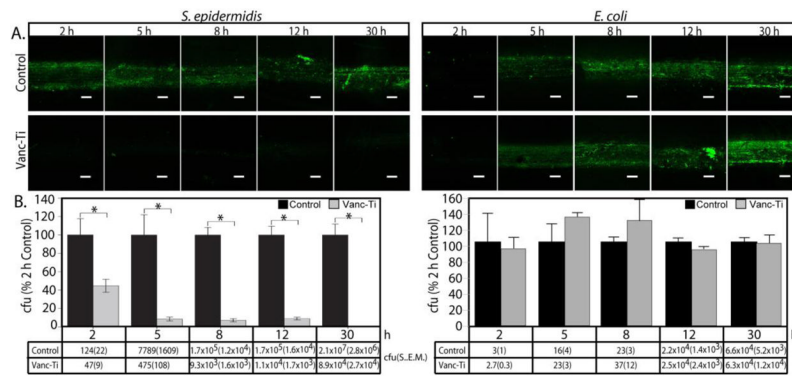 S. epidermidis
E. coli
A.
2 h 5 h 8 h 12 h 30 h
2 h 5 h 8 h 12 h 30 h
Control
Vanc-Ti
B.
cfu (% 2 h Control)
140
120
100
80
60
40
20
0
Control Vanc-Ti
* * * * *
2 5 8 12 30 h
Control 124(22) 7789(1609) 1.7x10⁵(1.2x10⁴) 1.7x10⁵(1.6x10⁴) 2.1x10⁷(2.8x10⁶)
Vanc-Ti 47(9) 475(108) 9.3x10³(1.6x10³) 1.1x10⁴(1.7x10³) 8.9x10⁴(2.7x10⁴)
cfu(S..E.M.)
cfu (% 2 h Control)
160
140
120
100
80
60
40
20
0
Control Vanc-Ti
2 5 8 12 30
Control 3(1) 16(4) 23(3) 2.2x10⁴(1.4x10³) 6.6x10⁴(5.2x10³)
Vanc-Ti 2.7(0.3) 23(3) 37(12) 2.5x10⁴(2.4x10³) 6.3x10⁴(1.2x10⁴)